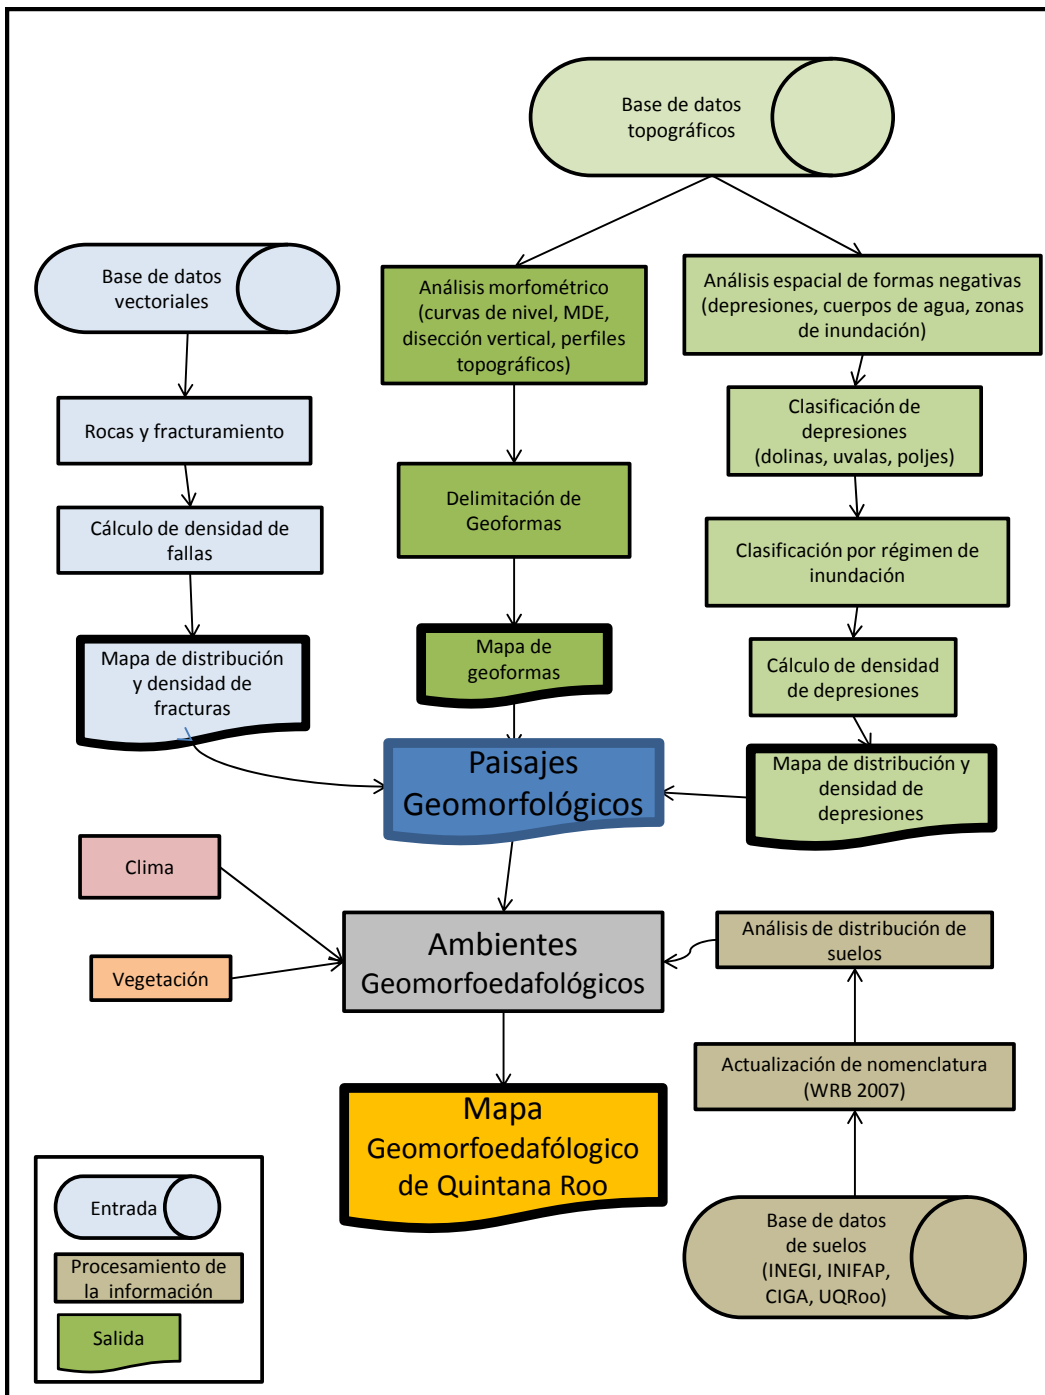 Base de datos
topográficos
Base de datos
vectoriales
Análisis morfométrico
(curvas de nivel, MDE,
disección vertical, perfiles
topográficos)
Análisis espacial de formas negativas
(depresiones, cuerpos de agua, zonas
de inundación)
Rocas y fracturamiento
Clasificación de
depresiones
(dolinas, uvalas, poljes)
Cálculo de densidad de
fallas
Delimitación de
Geoformas
Clasificación por régimen de
inundación
Mapa de distribución
y densidad de
fracturas
Mapa de
geoformas
Cálculo de densidad
de depresiones
Paisajes
Geomorfológicos
Mapa de distribución y
densidad de
depresiones
Clima
Vegetación
Ambientes
Geomorfoedafológicos
Análisis de distribución de
suelos
Actualización de nomenclatura
(WRB 2007)
Mapa
Geomorfoedafólogico
de Quintana Roo
Base de datos
de suelos
(INEGI, INIFAP,
CIGA, UQRoo)
Entrada
Procesamiento de
la información
Salida